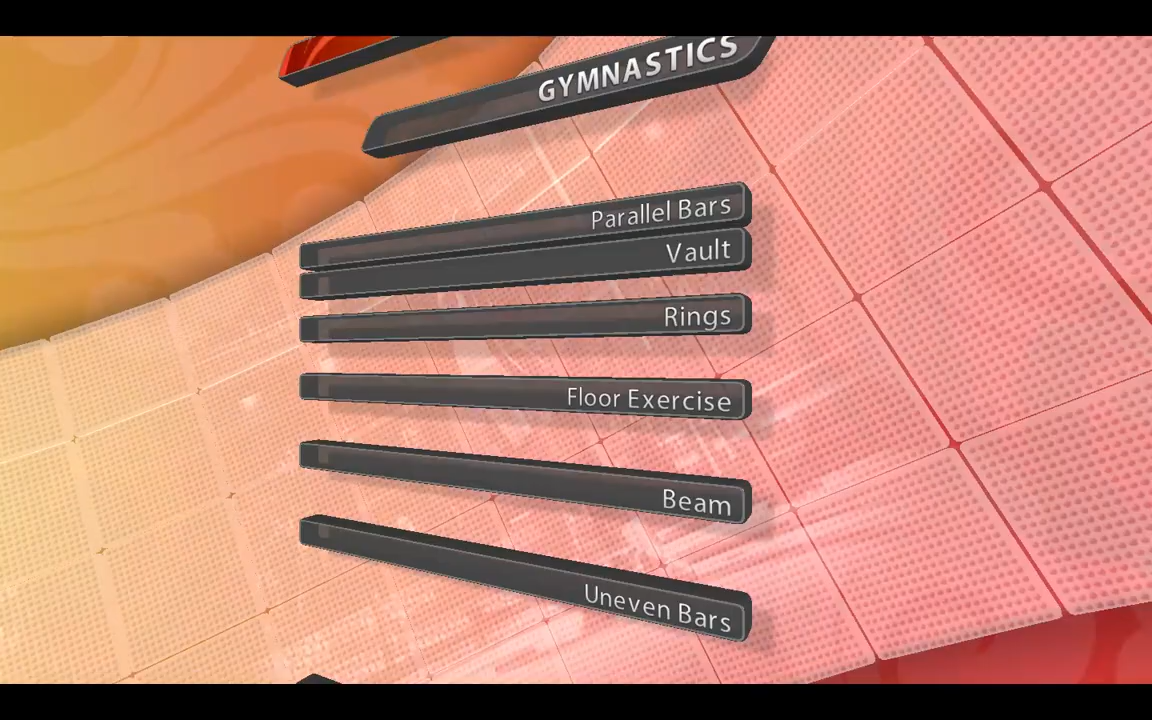 GYMNASTICS
Parallel Bars
Vault
Rings
Floor Exercise
Beam
Uneven Bars